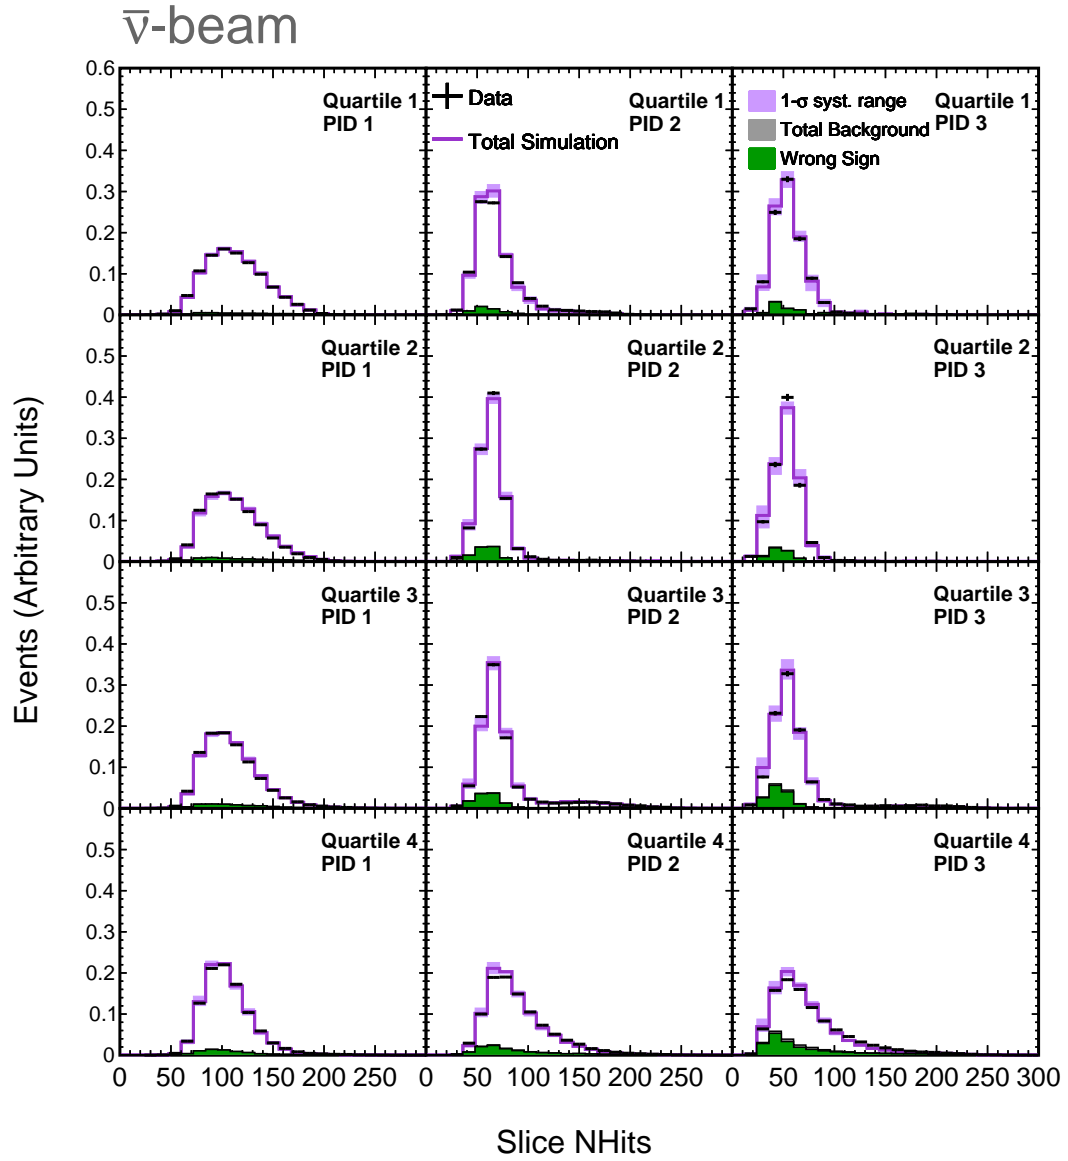 ν̅-beam
0.6
0.5
0.4
0.3
0.2
0.1
0
Quartile 1
PID 1
Data
Total Simulation
Quartile 1
PID 2
1-σ syst. range
Total Background
Wrong Sign
Quartile 1
PID 3
0.5
0.4
0.3
0.2
0.1
0
Quartile 2
PID 1
Quartile 2
PID 2
Quartile 2
PID 3
0.5
0.4
0.3
0.2
0.1
0
Quartile 3
PID 1
Quartile 3
PID 2
Quartile 3
PID 3
0.5
0.4
0.3
0.2
0.1
0
Quartile 4
PID 1
Quartile 4
PID 2
Quartile 4
PID 3
0 50 100 150 200 250 0 50 100 150 200 250 0 50 100 150 200 250 300
Events (Arbitrary Units)
Slice NHits